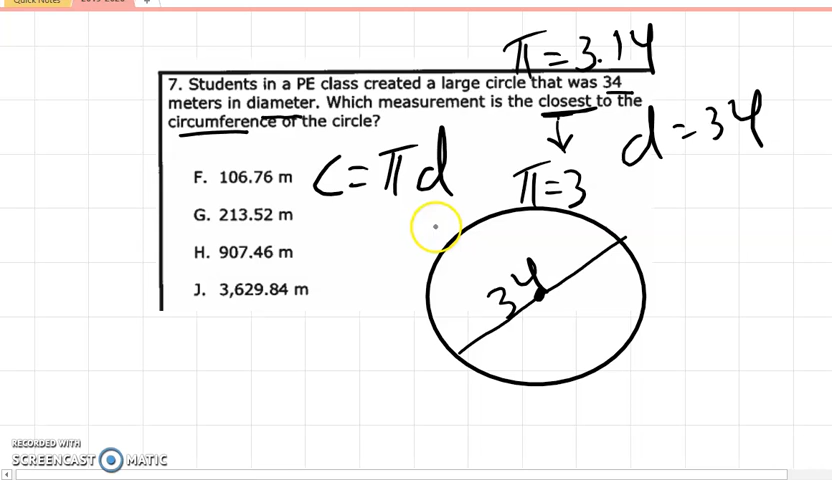 Quick Notes
π = 3.14
7. Students in a PE class created a large circle that was 34
meters in diameter. Which measurement is the closest to the
circumference of the circle?
d = 34
F. 106.76 m
C = πd
π = 3
G. 213.52 m
H. 907.46 m
34
J. 3,629.84 m
RECORDED WITH
SCREENCAST MATIC